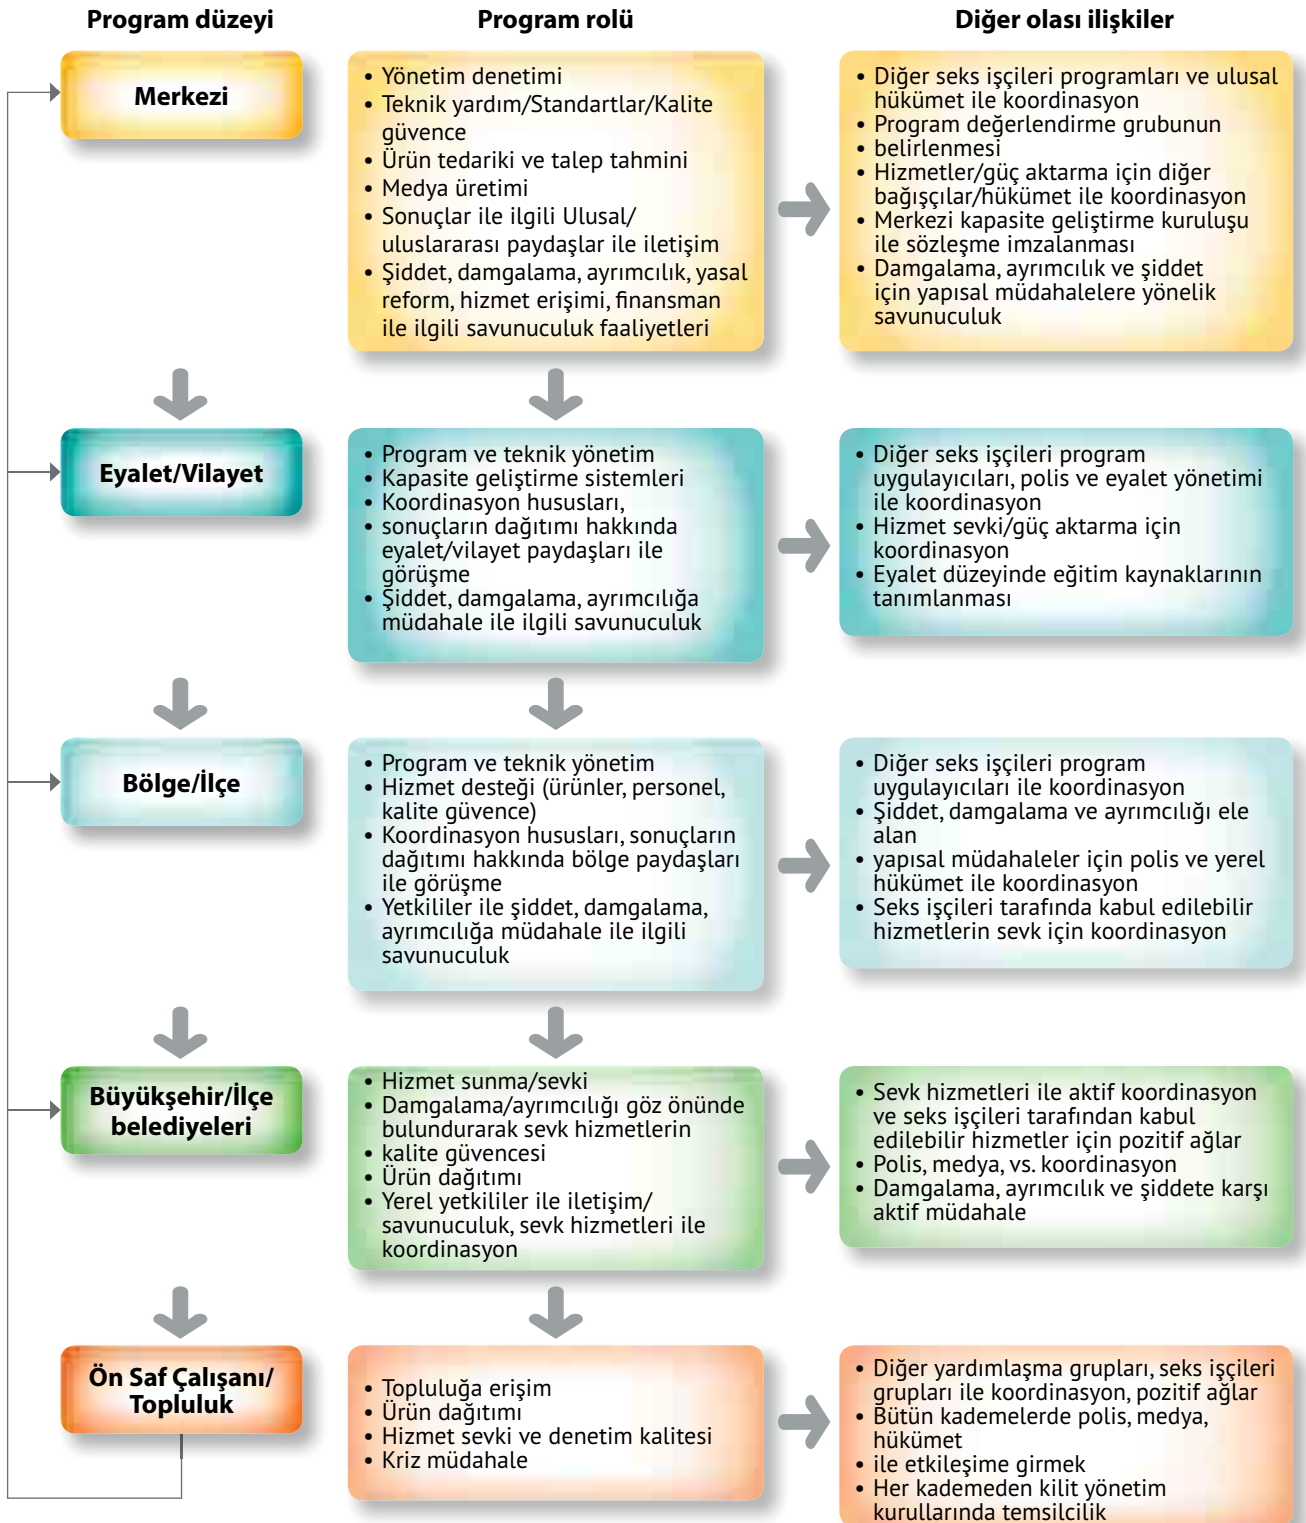 Program düzeyi
Program rolü
Diğer olası ilişkiler
Merkezi
• Yönetim denetimi
• Teknik yardım/Standartlar/Kalite
güvence
• Ürün tedariki ve talep tahmini
• Medya üretimi
• Sonuçlar ile ilgili Ulusal/
uluslararası paydaşlar ile iletişim
• Şiddet, damgalama, ayrımcılık, yasal
reform, hizmet erişimi, finansman
ile ilgili savunuculuk faaliyetleri
• Diğer seks işçileri programları ve ulusal
hükümet ile koordinasyon
• Program değerlendirme grubunun
• belirlenmesi
• Hizmetler/güç aktarma için diğer
bağışçılar/hükümet ile koordinasyon
• Merkezi kapasite geliştirme kuruluşu
ile sözleşme imzalanması
• Damgalama, ayrımcılık ve şiddet
için yapısal müdahalelere yönelik
savunuculuk
Eyalet/Vilayet
• Program ve teknik yönetim
• Kapasite geliştirme sistemleri
• Koordinasyon hususları,
• sonuçların dağıtımı hakkında
eyalet/vilayet paydaşları ile
görüşme
• Şiddet, damgalama, ayrımcılığa
müdahale ile ilgili savunuculuk
• Diğer seks işçileri program
uygulayıcıları, polis ve eyalet yönetimi
ile koordinasyon
• Hizmet sevki/güç aktarma için
koordinasyon
• Eyalet düzeyinde eğitim kaynaklarının
tanımlanması
Bölge/İlçe
• Program ve teknik yönetim
• Hizmet desteği (ürünler, personel,
kalite güvence)
• Koordinasyon hususları, sonuçların
dağıtımı hakkında bölge paydaşları
ile görüşme
• Yetkililer ile şiddet, damgalama,
ayrımcılığa müdahale ile ilgili
savunuculuk
• Diğer seks işçileri program
uygulayıcıları ile koordinasyon
• Şiddet, damgalama ve ayrımcılığı ele
alan
• yapısal müdahaleler için polis ve yerel
hükümet ile koordinasyon
• Seks işçileri tarafında kabul edilebilir
hizmetlerin sevk için koordinasyon
Büyükşehir/İlçe
belediyeleri
• Hizmet sunma/sevki
• Damgalama/ayrımcılığı göz önünde
bulundurarak sevk hizmetlerin
• kalite güvencesi
• Ürün dağıtımı
• Yerel yetkililer ile iletişim/
savunuculuk, sevk hizmetleri ile
koordinasyon
• Sevk hizmetleri ile aktif koordinasyon
ve seks işçileri tarafından kabul
edilebilir hizmetler için pozitif ağlar
• Polis, medya, vs. koordinasyon
• Damgalama, ayrımcılık ve şiddete karşı
aktif müdahale
Ön Saf Çalışanı/
Topluluk
• Topluluğa erişim
• Ürün dağıtımı
• Hizmet sevki ve denetim kalitesi
• Kriz müdahale
• Diğer yardımlaşma grupları, seks işçileri
grupları ile koordinasyon, pozitif ağlar
• Bütün kademelerde polis, medya,
hükümet
• ile etkileşime girmek
• Her kademeden kilit yönetim
kurullarında temsilcilik